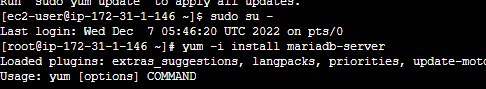 Run "sudo yum update" to apply all updates.
[ec2-user@ip-172-31-1-146 ~]$ sudo su -
Last login: Wed Dec  7 05:46:20 UTC 2022 on pts/0
[root@ip-172-31-1-146 ~]# yum -i install mariadb-server
Loaded plugins: extras_suggestions, langpacks, priorities, update-moto
Usage: yum [options] COMMAND